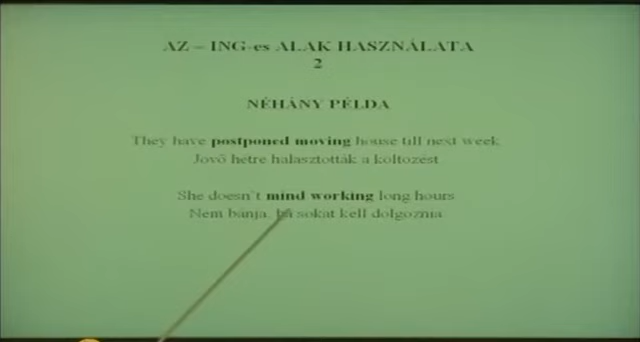 AZ – ING-es ALAK HASZNÁLATA
2
NÉHÁNY PÉLDA
They have postponed moving house till next week
Jövő hétre halasztották a költözést
She doesn't mind working long hours
Nem bánja, ha sokat kell dolgoznia